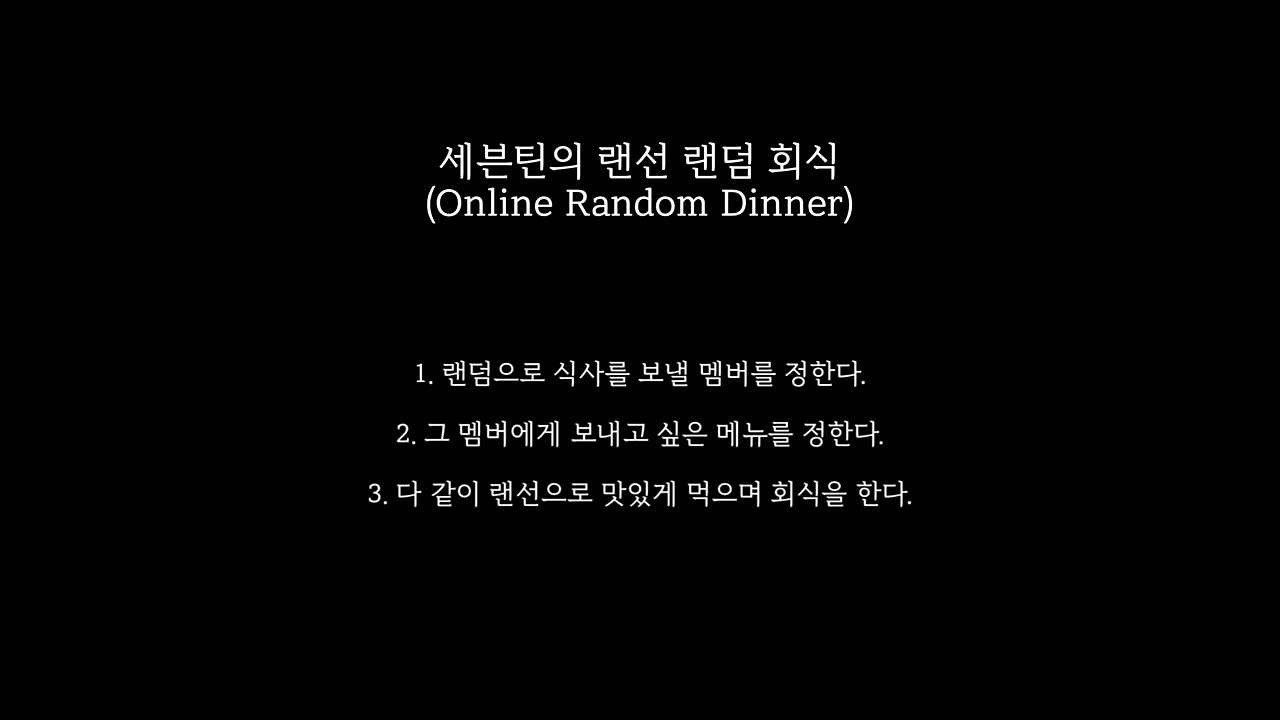 세븐틴의 랜선 랜덤 회식
(Online Random Dinner)
1. 랜덤으로 식사를 보낼 멤버를 정한다.
2. 그 멤버에게 보내고 싶은 메뉴를 정한다.
3. 다 같이 랜선으로 맛있게 먹으며 회식을 한다.